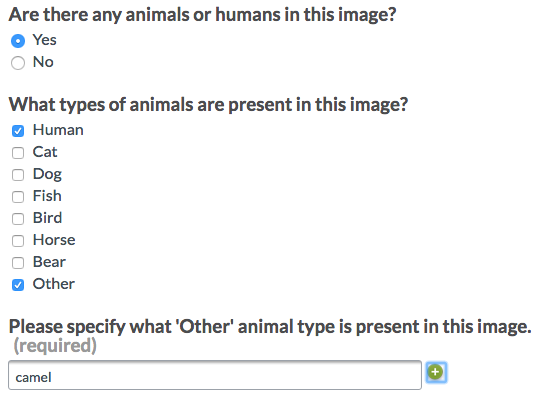 Are there any animals or humans in this image?
Yes
No
What types of animals are present in this image?
Human
Cat
Dog
Fish
Bird
Horse
Bear
Other
Please specify what 'Other' animal type is present in this image.
(required)
camel